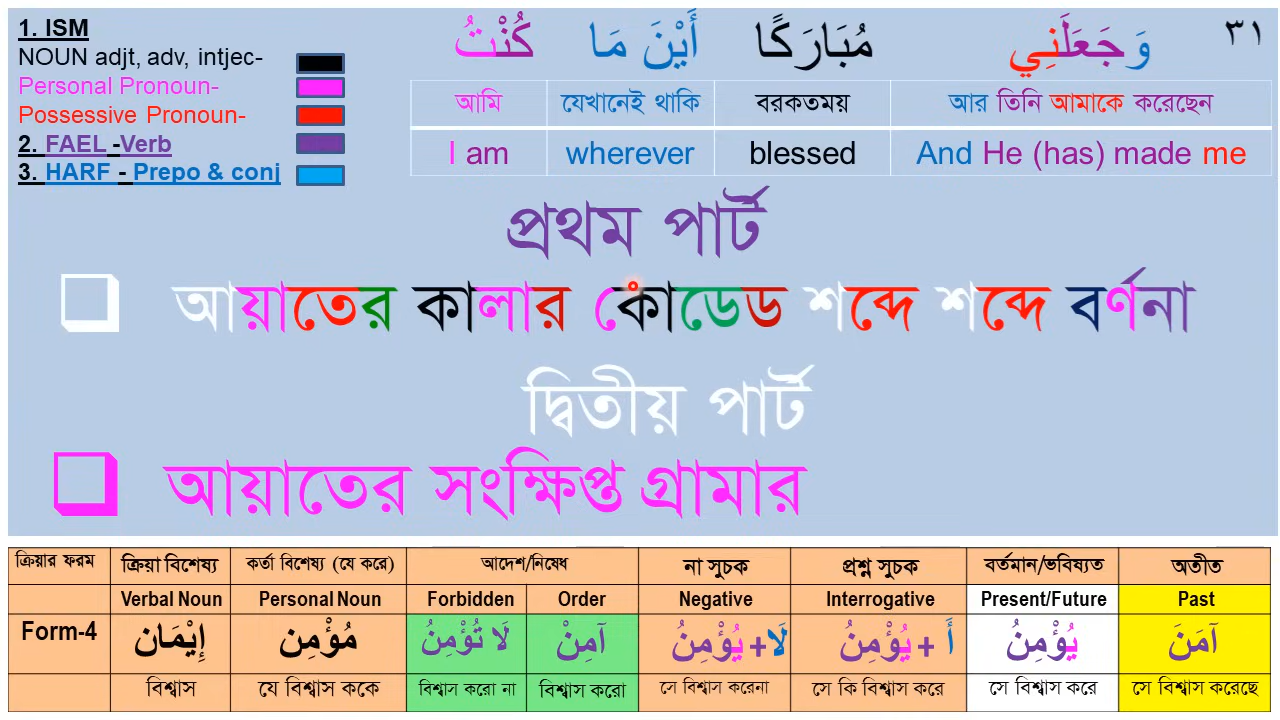 1. ISM
NOUN adjt, adv, intjec-
Personal Pronoun-
Possessive Pronoun-
2. FAEL -Verb
3. HARF - Prepo & conj
٣١ وَجَعَلَنِي مُبَارَكًا أَيْنَ مَا كُنْتُ
আমি যেখানেই থাকি বরকতময় আর তিনি আমাকে করেছেন
I am wherever blessed And He (has) made me
প্রথম পার্ট
আয়াতের কালার কোডেড শব্দে শব্দে বর্ণনা
দ্বিতীয় পার্ট
আয়াতের সংক্ষিপ্ত গ্রামার
ক্রিয়ার ফরম ক্রিয়া বিশেষ্য কর্তা বিশেষ্য (যে করে) আদেশ/নিষেধ না সুচক প্রশ্ন সুচক বর্তমান/ভবিষ্যত অতীত
Verbal Noun Personal Noun Forbidden Order Negative Interrogative Present/Future Past
Form-4 إِيْمَان مُؤْمِن لَا تُؤْمِنُ آمِنْ لَا+يُؤْمِنُ أَ+يُؤْمِنُ يُؤْمِنُ آمَنَ
বিশ্বাস যে বিশ্বাস ককে বিশ্বাস করো না বিশ্বাস করো সে বিশ্বাস করেনা সে কি বিশ্বাস করে সে বিশ্বাস করে সে বিশ্বাস করেছে